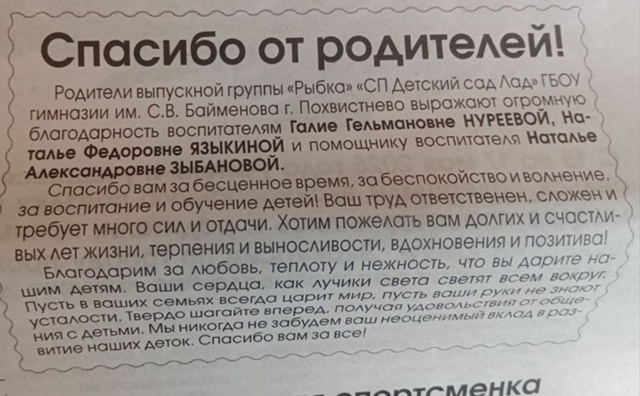 Спасибо от родителей!
Родители выпускной группы «Рыбка» «СП Детский сад Лад» ГБОУ
гимназии им. С.В. Байменова г. Похвистнево выражают огромную
благодарность воспитателям Галие Гельмановне НУРЕЕВОЙ, На-
талье Федоровне ЯЗЫКИНОЙ и помощнику воспитателя Наталье
Александровне ЗЫБАНОВОЙ.
Спасибо вам за бесценное время, за беспокойство и волнение,
за воспитание и обучение детей! Ваш труд ответственен, сложен и
требует много сил и отдачи. Хотим пожелать вам долгих и счастли-
вых лет жизни, терпения и выносливости, вдохновения и позитива!
Благодарим за любовь, теплоту и нежность, что вы дарите на-
шим детям. Ваши сердца, как лучики света светят всем вокруг.
Пусть в ваших семьях всегда царит мир, пусть ваши руки не знают
усталости. Твердо шагайте вперед, получая удовольствия от обще-
ния с детьми. Мы никогда не забудем ваш неоценимый вклад в раз-
витие наших деток. Спасибо вам за все!
спортсменка